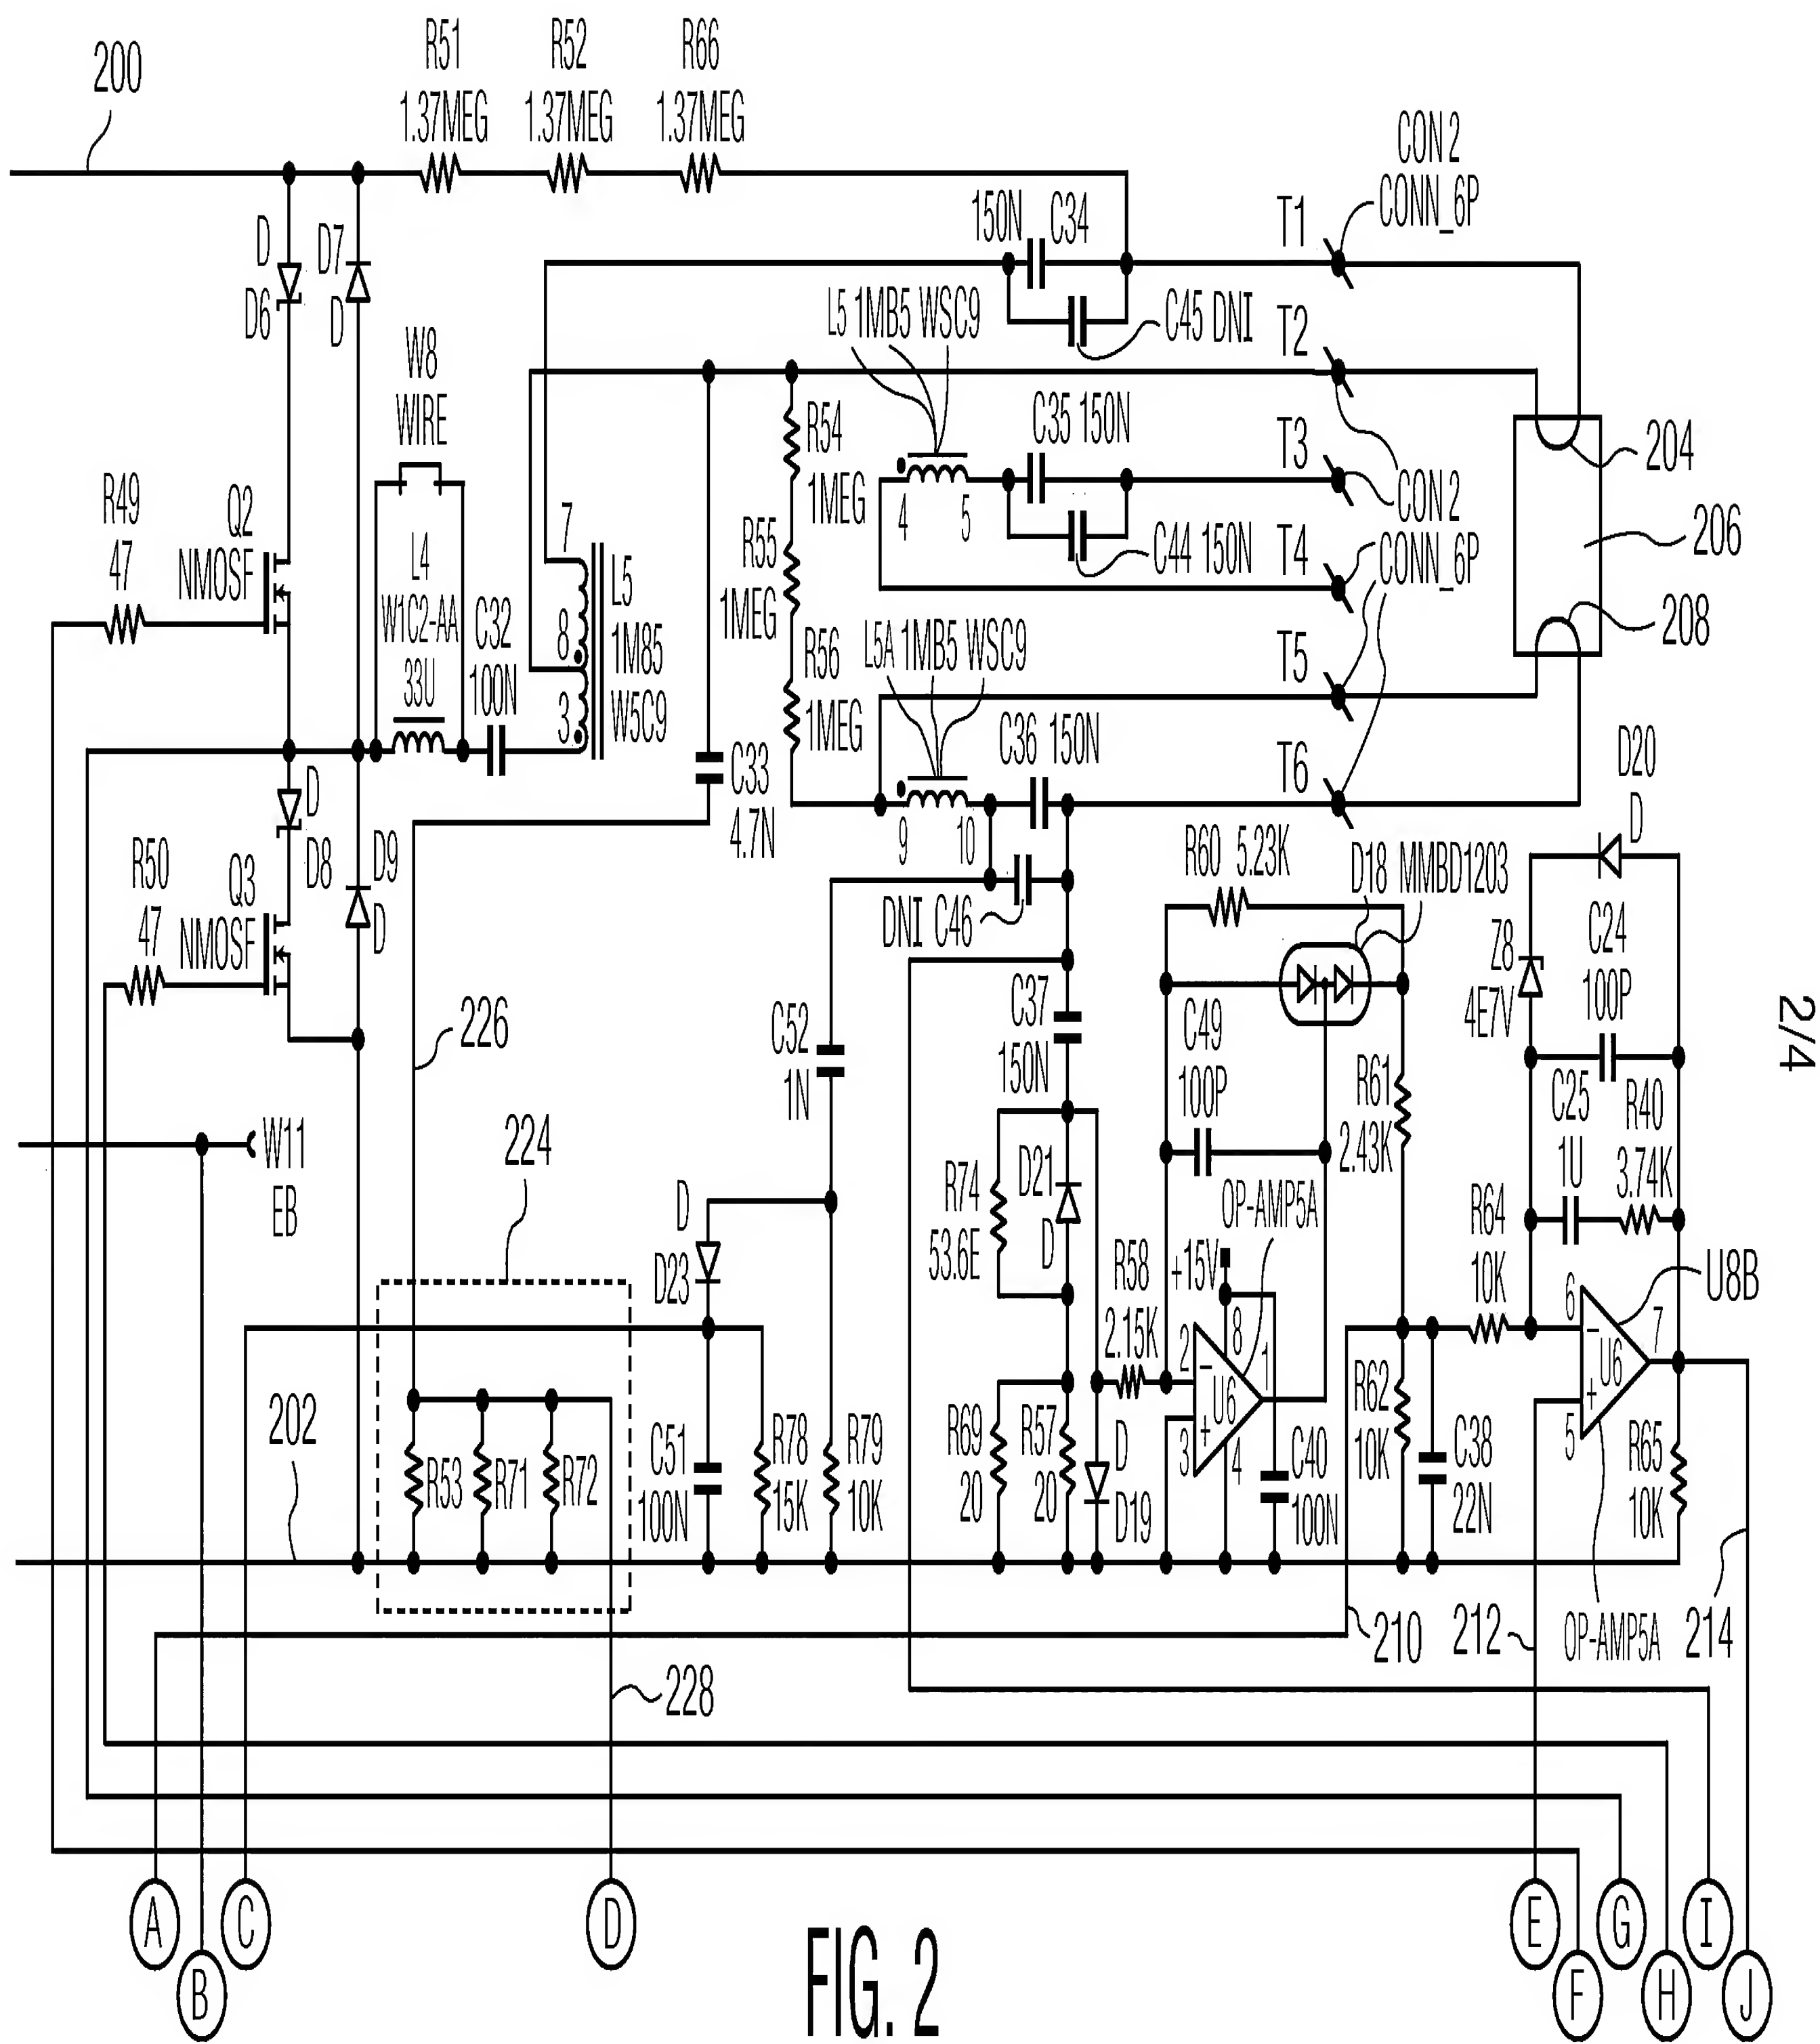 R51
1.37MEG
R52
1.37MEG
R66
1.37MEG
200
CON 2
CONN_6P
D
D6
D7
D
150N
C34
T1
L5 1MB5 WSC9
C45 DNI
T2
W8
WIRE
R54
1MEG
C35 150N
T3
204
R49
47
Q2
NMOSF
L4
W1C2-AA
33U
C32
100N
7
8
3
L5
1M85
W5C9
R55
1MEG
4
5
C44 150N
T4
CON 2
CONN_6P
206
208
R56
1MEG
L5A 1MB5 WSC9
T5
C36 150N
T6
D20
D
C33
4.7N
9
10
R50
47
Q3
NMOSF
D
D8
D9
D
DNI C46
R60 5.23K
D18 MMBD1203
Z8
4E7V
C24
100P
2/4
226
C52
1N
C37
150N
C49
100P
R61
2.43K
C25
1U
R40
3.74K
W11
EB
224
D
D23
R74
53.6E
D21
D
R58
2.15K
+15V
OP-AMP5A
R64
10K
U8B
2
−
U6
+
3
8
1
4
6
−
U6
+
5
7
202
R53
R71
R72
C51
100N
R78
15K
R79
10K
R69
20
R57
20
D
D19
C40
100N
R62
10K
C38
22N
R65
10K
210
212
OP-AMP5A
214
228
A
B
C
D
E
F
G
H
I
J
FIG. 2